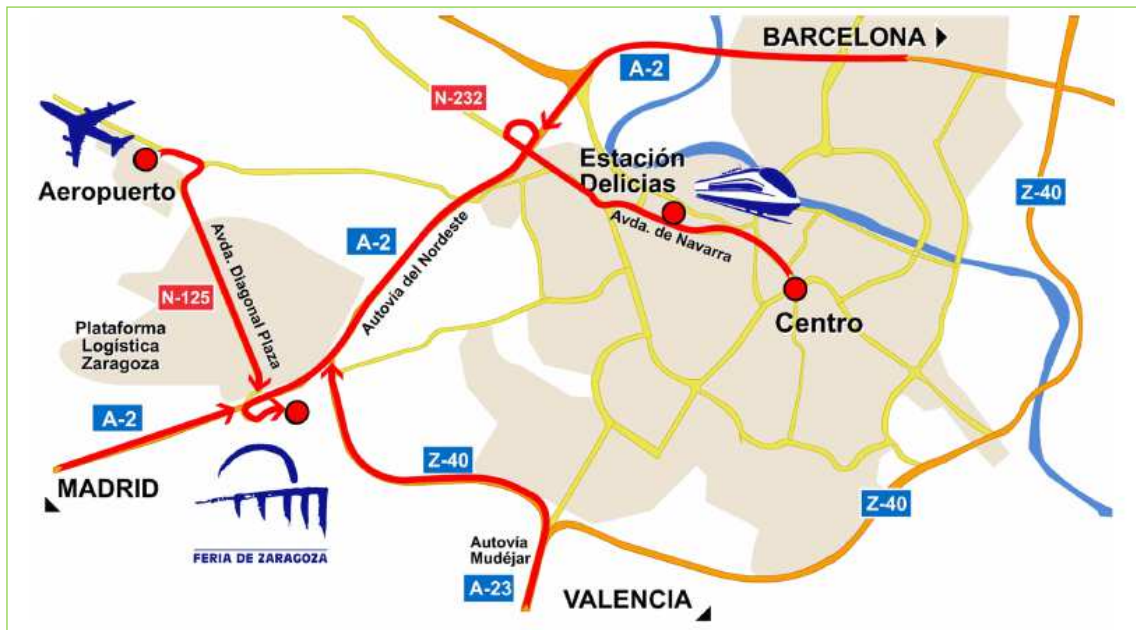 BARCELONA
A-2
N-232
Estación
Delicias
Aeropuerto
Z-40
A-2
Autovía del Nordeste
Avda. de Navarra
Avda. Diagonal Plaza
N-125
Centro
Plataforma
Logística
Zaragoza
A-2
Z-40
MADRID
Z-40
FERIA DE ZARAGOZA
Autovía
Mudéjar
A-23
VALENCIA